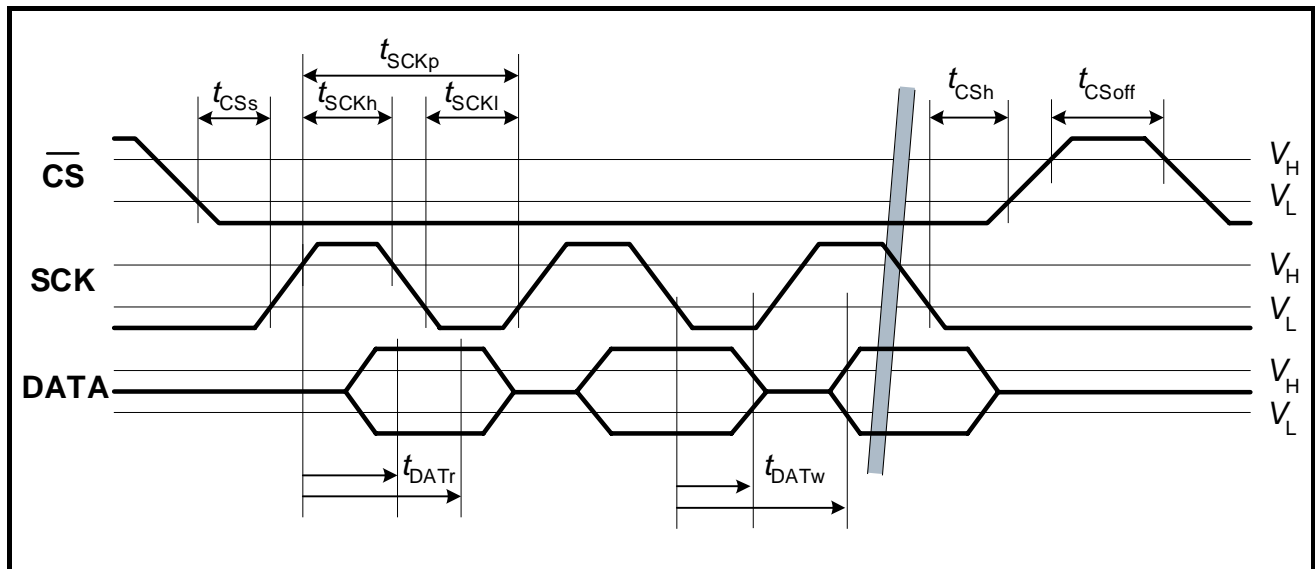 tSCKp
tCSs
tSCKh
tSCKl
tCSh
tCSoff
CS
VH
VL
SCK
VH
VL
DATA
VH
VL
tDATr
tDATw